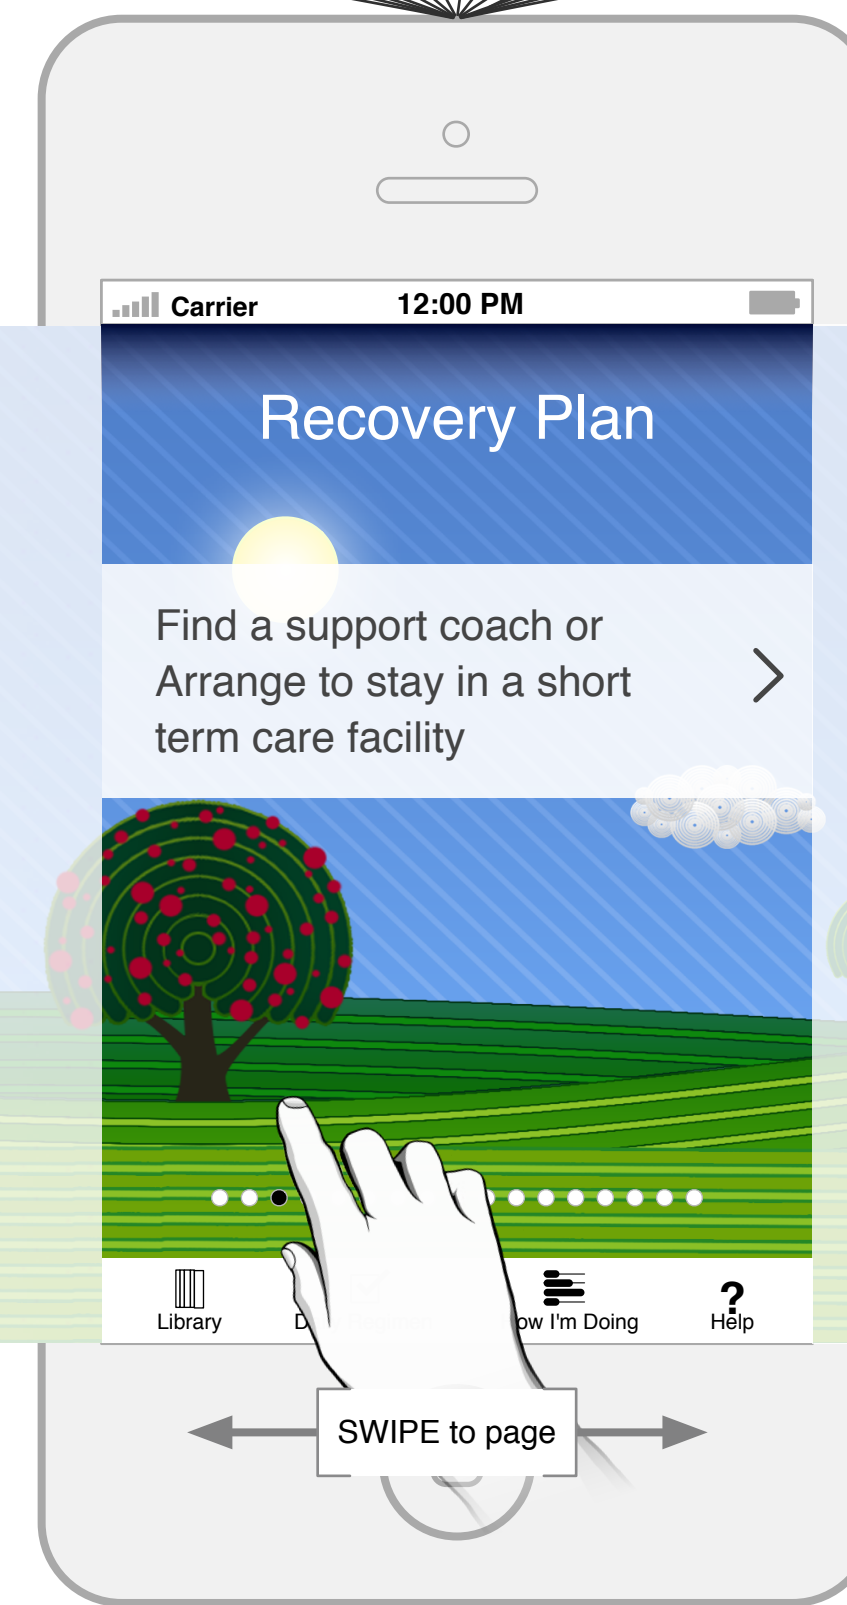 Carrier
12:00 PM
Recovery Plan
Find a support coach or
Arrange to stay in a short
term care facility
Library
I'm Doing
?
Help
SWIPE to page